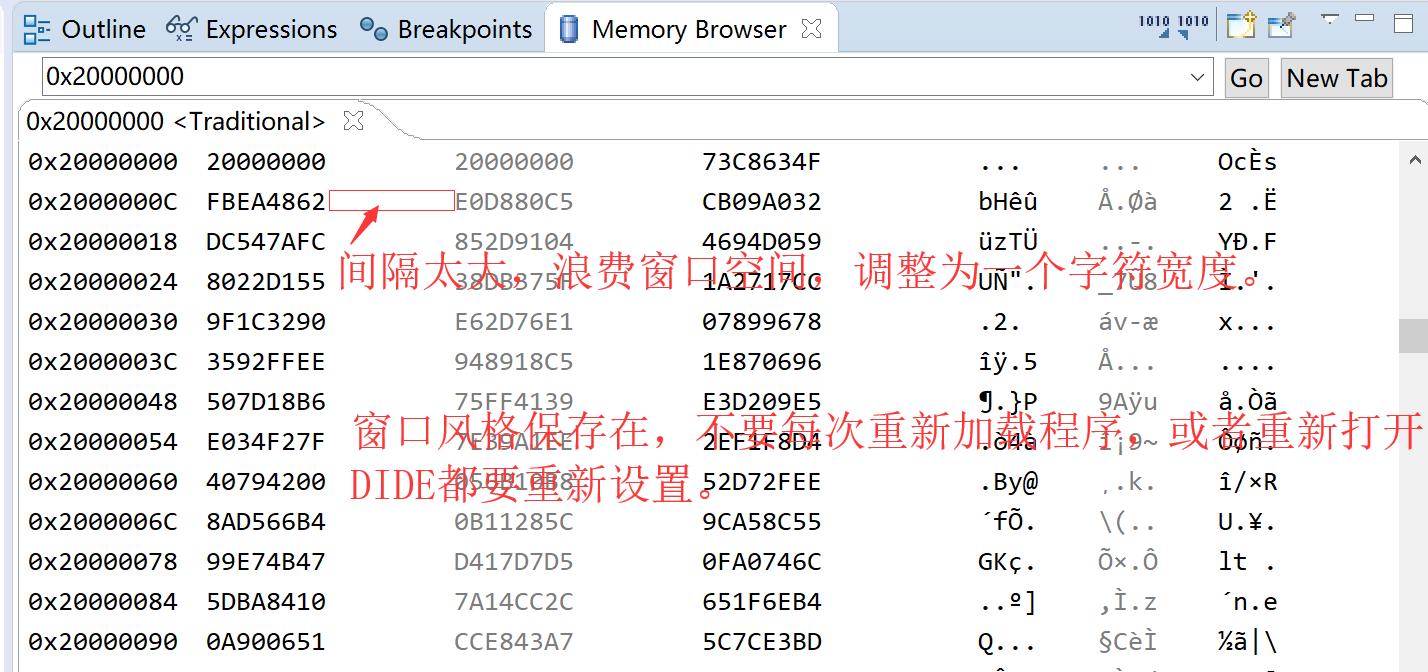 Outline Expressions Breakpoints Memory Browser
1010 1010
0x20000000 Go New Tab
0x20000000 <Traditional>
0x20000000 20000000 20000000 73C8634F ... ... OcÈs
0x2000000C FBEA4862 E0D880C5 CB09A032 bHêû Å.Øà 2 .Ë
0x20000018 DC547AFC 852D9104 4694D059 üzTÜ ..-. YÐ.F
间隔太大，浪费窗口空间，调整为一个字符宽度。
0x20000024 8022D155 1A2717CC UÑ".
0x20000030 9F1C3290 E62D76E1 07899678 .2. áv-æ x...
0x2000003C 3592FFEE 948918C5 1E870696 îÿ.5 Å... ....
0x20000048 507D18B6 75FF4139 E3D209E5 ¶.}P 9Aÿu å.Òã
窗口风格保存在，不要每次重新加载程序，或者重新打开
0x20000054 E034F27F 2EF1F8D4
DIDE都要重新设置。
0x20000060 40794200 52D72FEE .By@ ¸.k. î/×R
0x2000006C 8AD566B4 0B11285C 9CA58C55 ´fÕ. \(.. U.¥.
0x20000078 99E74B47 D417D7D5 0FA0746C GKç. Õ×.Ô lt .
0x20000084 5DBA8410 7A14CC2C 651F6EB4 ..º] ,Ì.z ´n.e
0x20000090 0A900651 CCE843A7 5C7CE3BD Q... §CèÌ ½ã|\